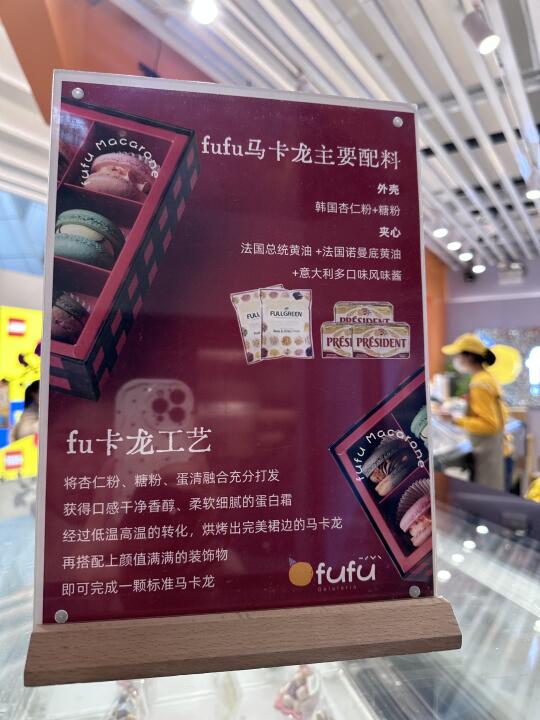 fufu Macarone
fufu马卡龙主要配料
外壳
韩国杏仁粉+糖粉
夹心
法国总统黄油 +法国诺曼底黄油
+意大利多口味风味酱
FULLGREEN
PRÉSIDENT
PRÉSIDENT
fu卡龙工艺
将杏仁粉、糖粉、蛋清融合充分打发
获得口感干净香醇、柔软细腻的蛋白霜
经过低温高温的转化，烘烤出完美裙边的马卡龙
再搭配上颜值满满的装饰物
即可完成一颗标准马卡龙
fufu Macarone
fufu
Gelateria
LEGO